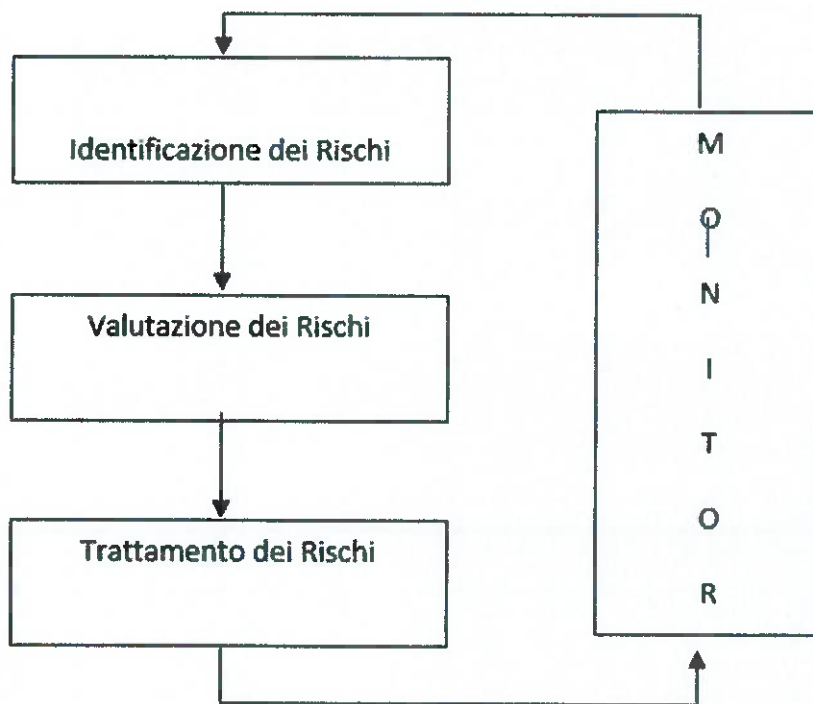 Identificazione dei Rischi
Valutazione dei Rischi
Trattamento dei Rischi
M
O
N
I
T
O
R